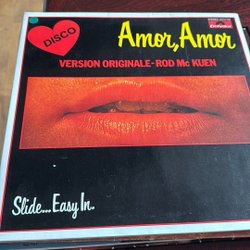 DISCO
Amor, Amor
VERSION ORIGINALE-ROD Mc KUEN
Slide... Easy In.